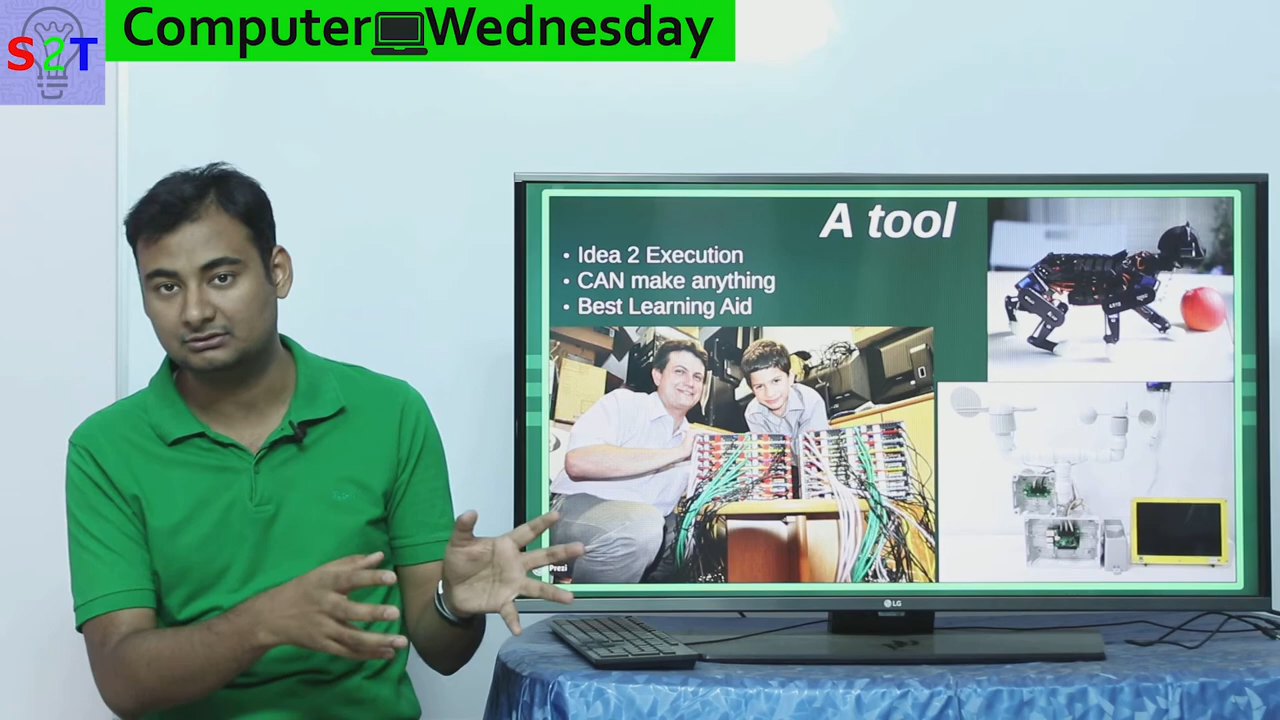 S2T
Computer Wednesday
A tool
• Idea 2 Execution
• CAN make anything
• Best Learning Aid
Prezi
LG